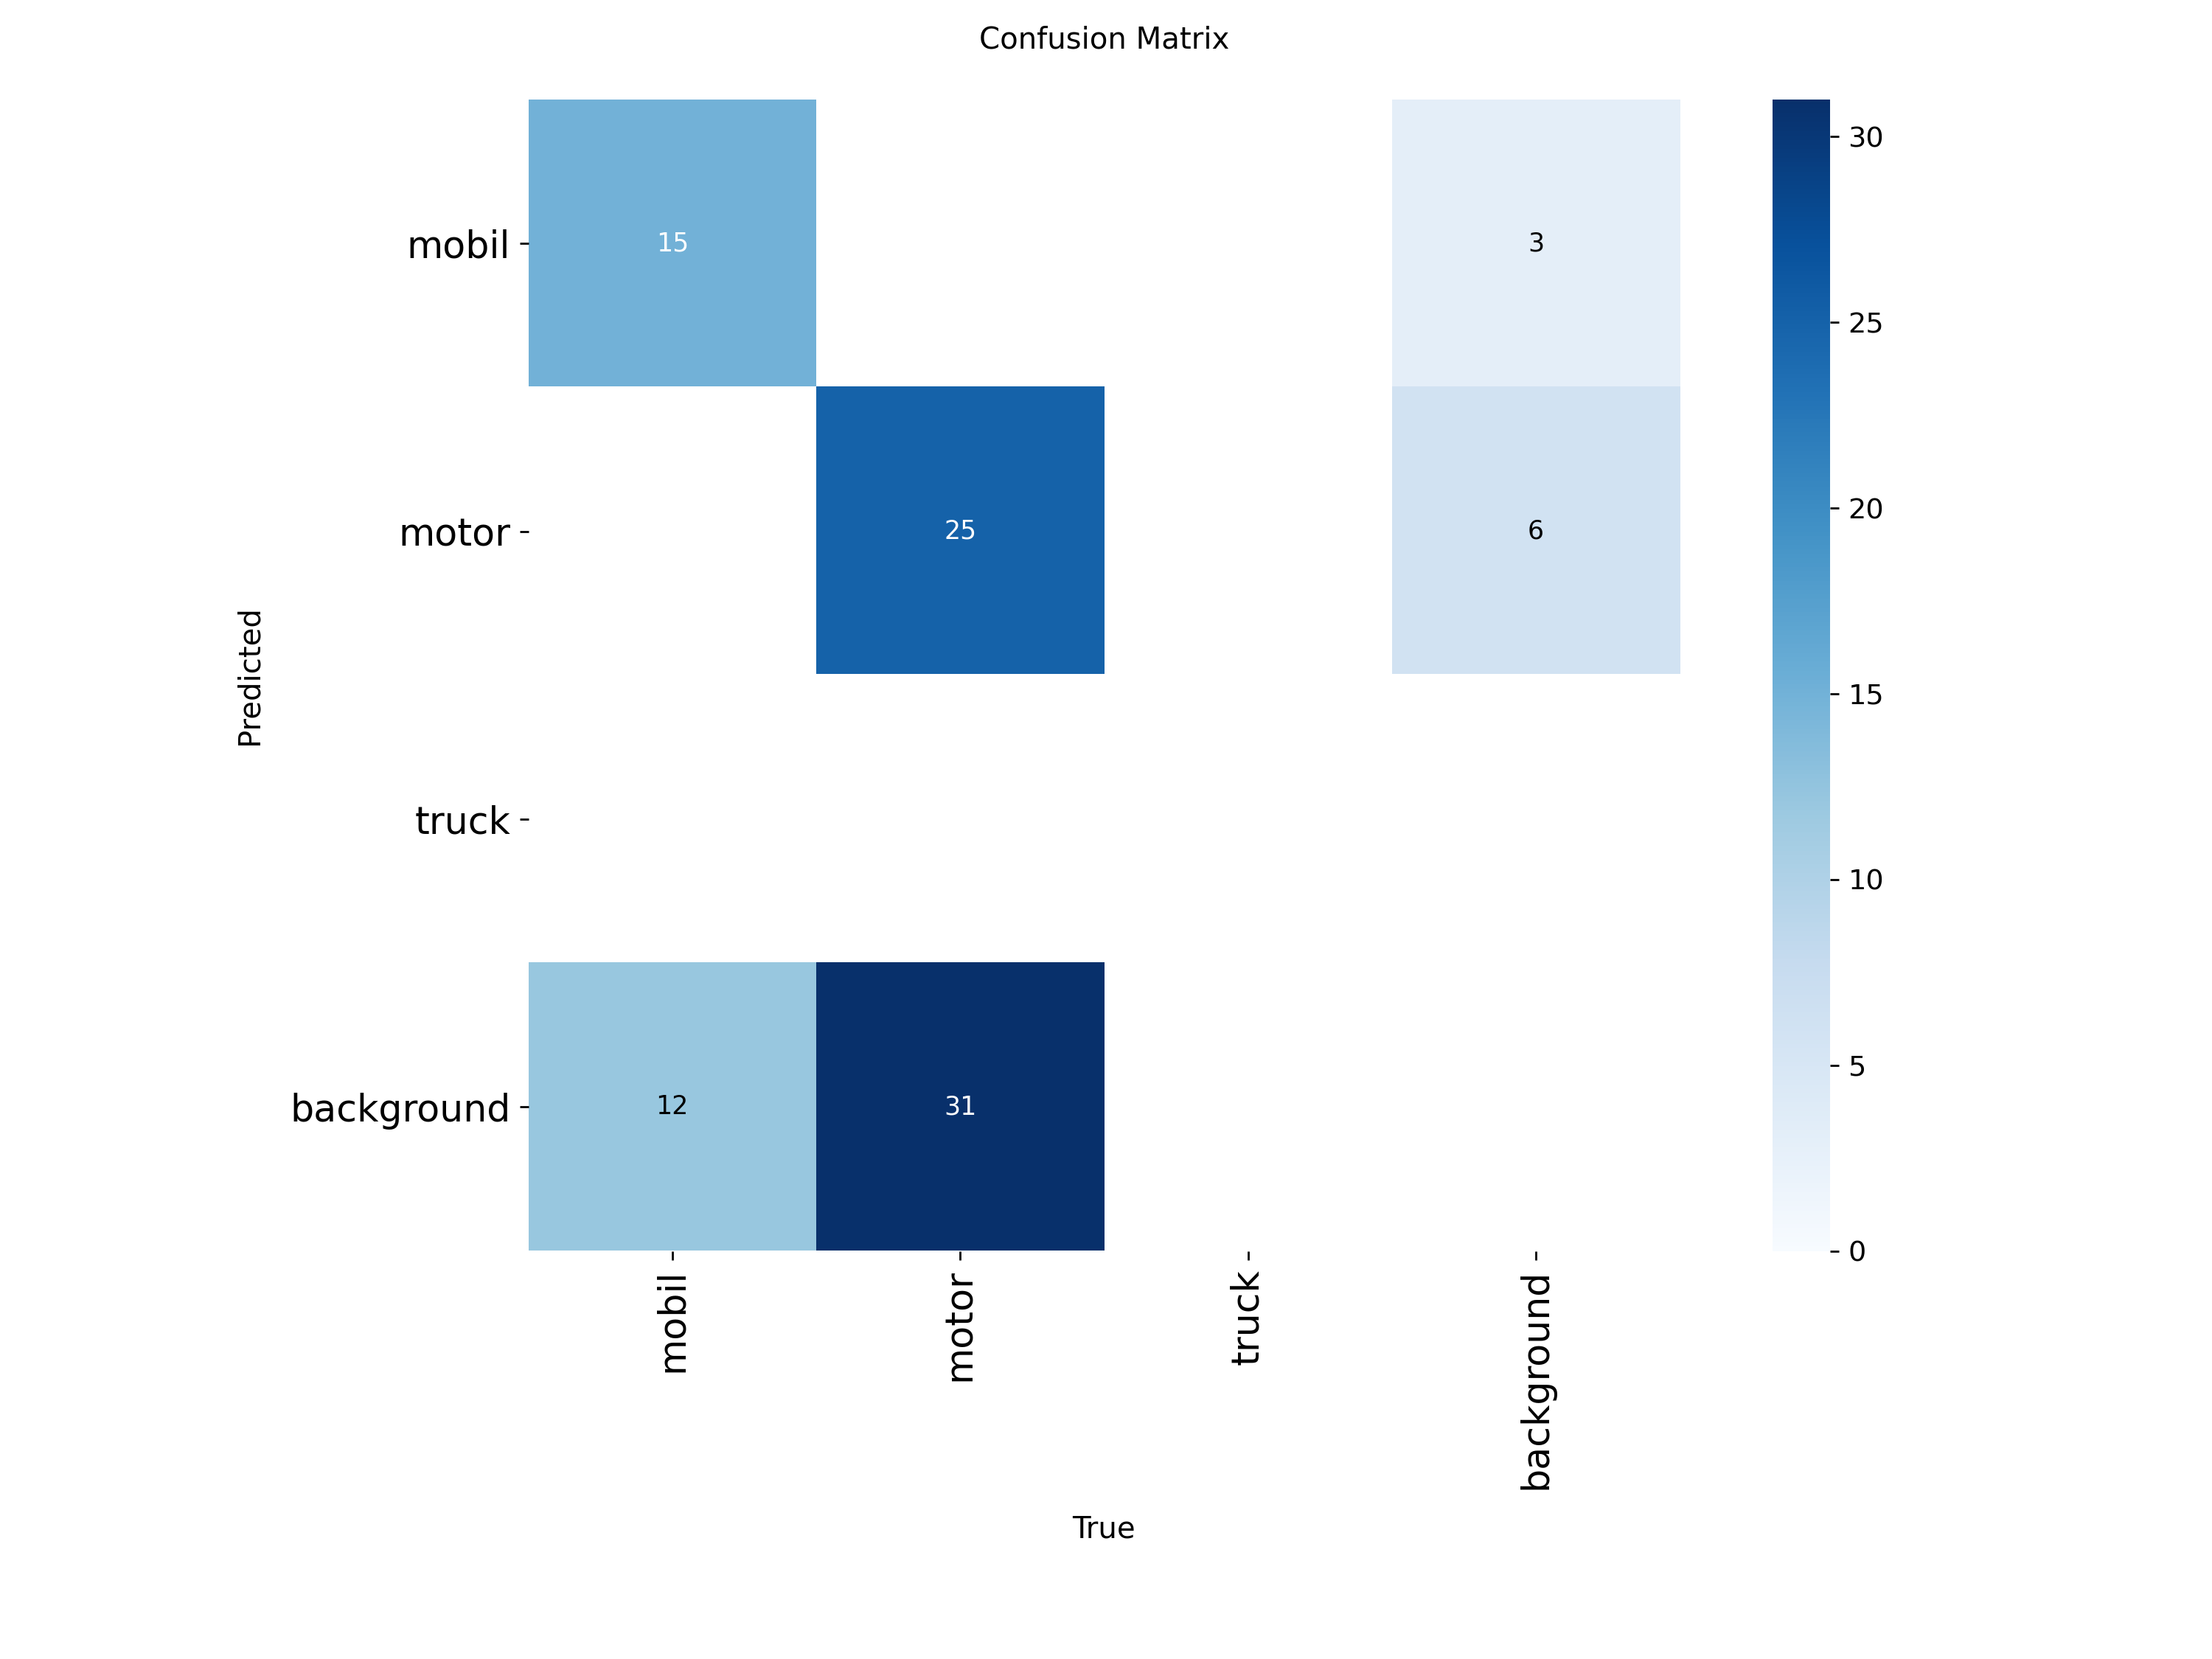 Confusion Matrix
mobil
15
3
motor
25
6
truck
background
12
31
Predicted
mobil
motor
truck
background
True
30
25
20
15
10
5
0